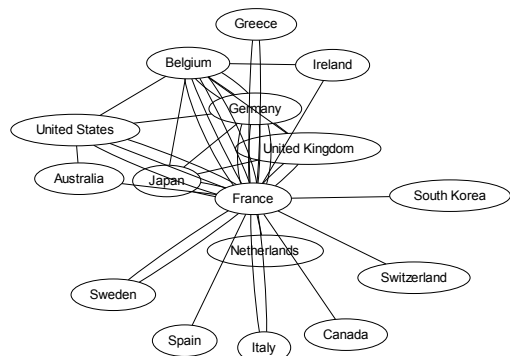 Greece
Belgium
Ireland
Germany
United States
United Kingdom
Australia
Japan
France
South Korea
Netherlands
Switzerland
Sweden
Spain
Italy
Canada